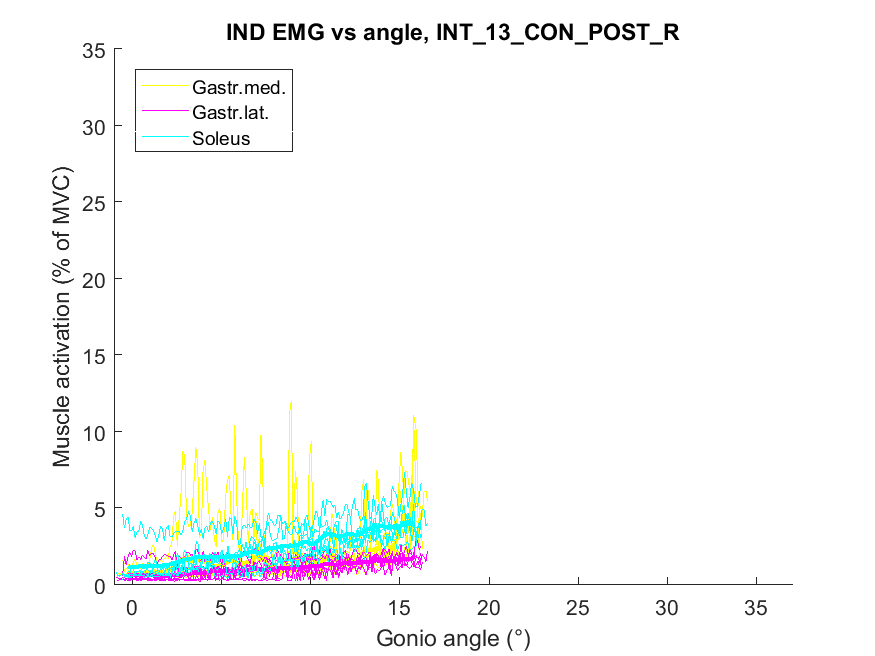 IND EMG vs angle, INT_13_CON_POST_R
35
30
25
20
15
10
5
0
Muscle activation (% of MVC)
Gastr.med.
Gastr.lat.
Soleus
0 5 10 15 20 25 30 35
Gonio angle (°)